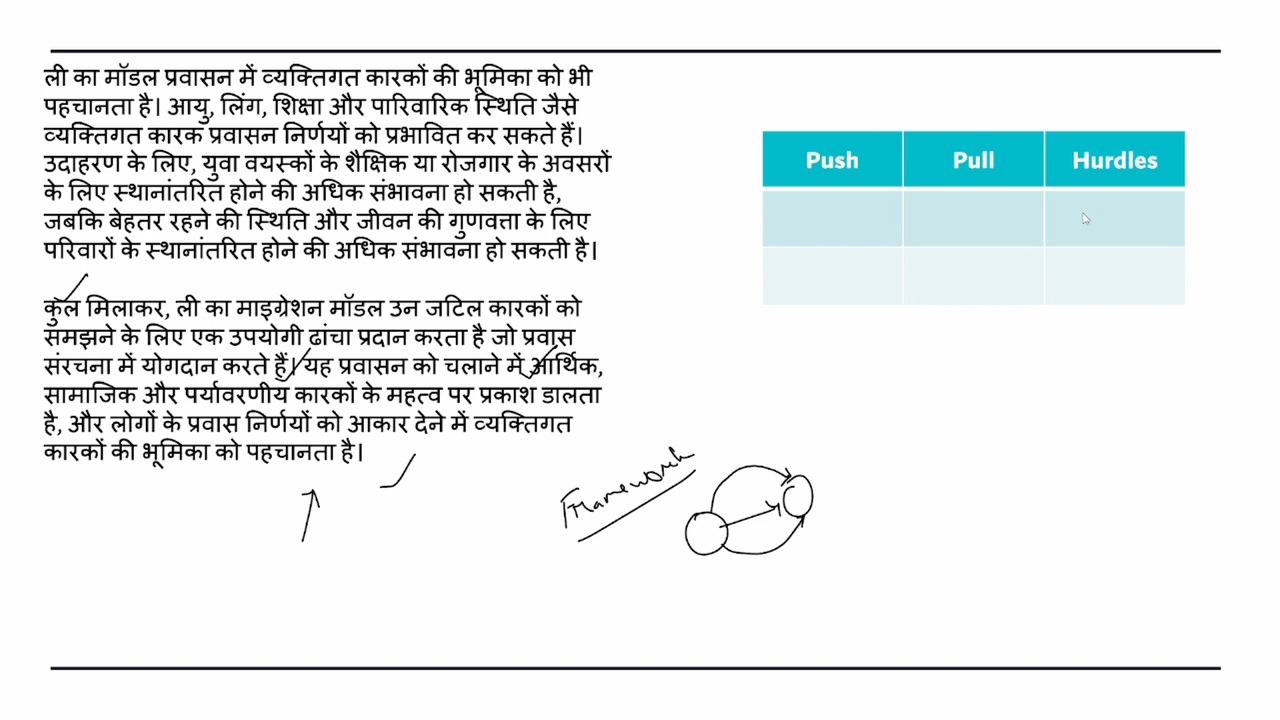 ली का मॉडल प्रवासन में व्यक्तिगत कारकों की भूमिका को भी
पहचानता है। आयु, लिंग, शिक्षा और पारिवारिक स्थिति जैसे
व्यक्तिगत कारक प्रवासन निर्णयों को प्रभावित कर सकते हैं।
उदाहरण के लिए, युवा वयस्कों के शैक्षिक या रोजगार के अवसरों
के लिए स्थानांतरित होने की अधिक संभावना हो सकती है,
जबकि बेहतर रहने की स्थिति और जीवन की गुणवत्ता के लिए
परिवारों के स्थानांतरित होने की अधिक संभावना हो सकती है।
कुल मिलाकर, ली का माइग्रेशन मॉडल उन जटिल कारकों को
समझने के लिए एक उपयोगी ढांचा प्रदान करता है जो प्रवास
संरचना में योगदान करते हैं। यह प्रवासन को चलाने में आर्थिक,
सामाजिक और पर्यावरणीय कारकों के महत्व पर प्रकाश डालता
है, और लोगों के प्रवास निर्णयों को आकार देने में व्यक्तिगत
कारकों की भूमिका को पहचानता है।
Push Pull Hurdles
Framework